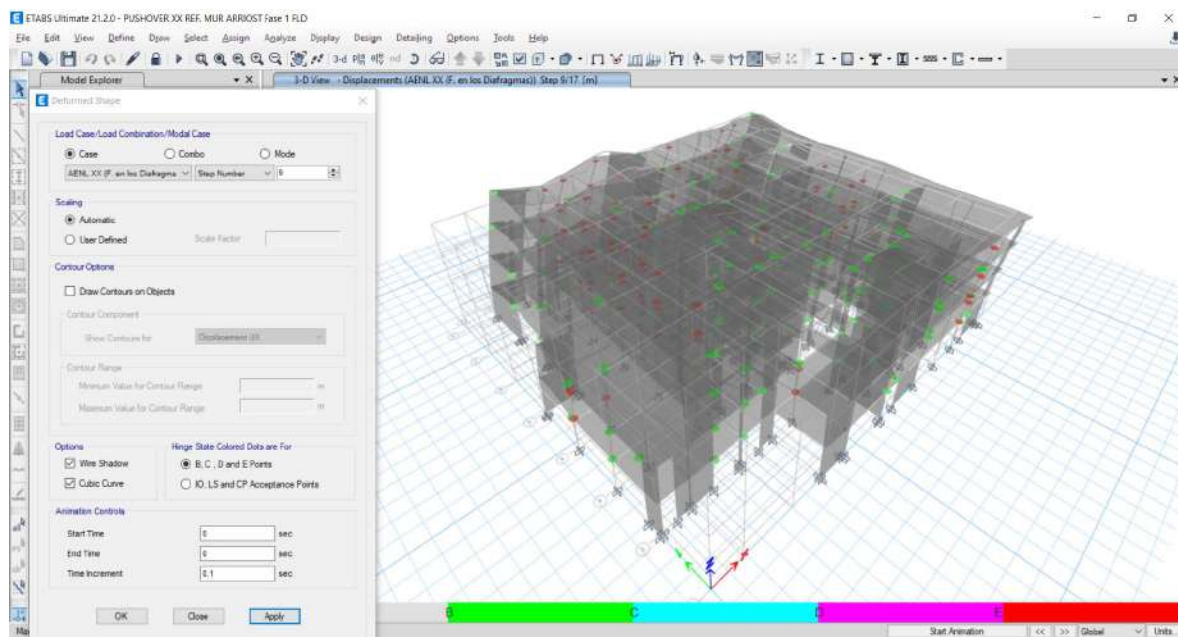 ETABS Ultimate 21.2.0 - PUSHOVER XX REF. MUR ARRIOST Fase 1 FLD
File Edit View Define Draw Select Assign Analyze Display Design Detailing Options Tools Help
Model Explorer
3-D View - Displacements (AENL XX (F. en los Diafragmas)) Step 9/17 [m]
Deformed Shape
Load Case/Load Combination/Modal Case
Case Combo Mode
AENL XX (F. en los Diafragma Step Number 9
Scaling
Automatic
User Defined Scale Factor
Contour Options
Draw Contours on Objects
Contour Component
Show Contours for
Contour Range
Minimum Value for Contour Range m
Maximum Value for Contour Range m
Options Hinge State Colored Dots are For
Wire Shadow B, C, D and E Points
Cubic Curve IO, LS and CP Acceptance Points
Animation Controls
Start Time 0 sec
End Time 0 sec
Time Increment 0.1 sec
OK Close Apply
B C D E
Start Animation << >> Global Units...